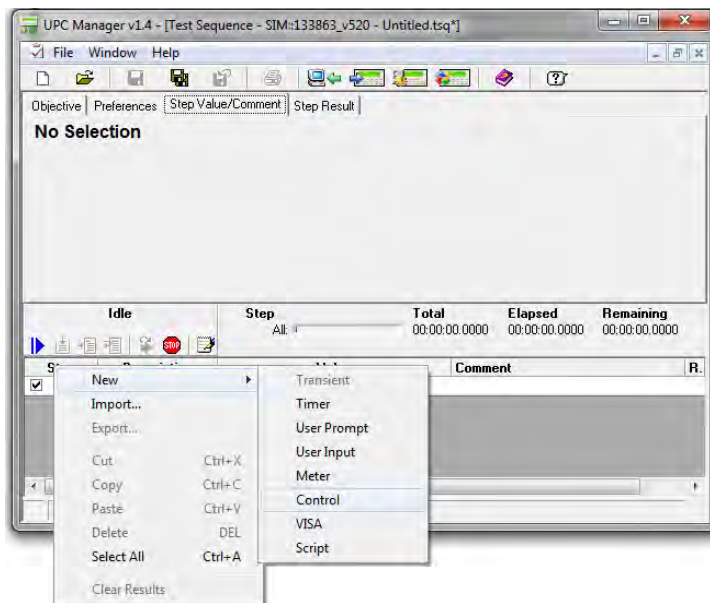 UPC Manager v1.4 - [Test Sequence - SIM::133863_v520 - Untitled.tsq*]
File Window Help
Objective Preferences Step Value/Comment Step Result
No Selection
Idle Step Total Elapsed Remaining
All: 00:00:00.0000 00:00:00.0000 00:00:00.0000
STOP
Comment R.
New Transient
Import... Timer
Export... User Prompt
Cut Ctrl+X User Input
Copy Ctrl+C Meter
Paste Ctrl+V Control
Delete DEL VISA
Select All Ctrl+A Script
Clear Results